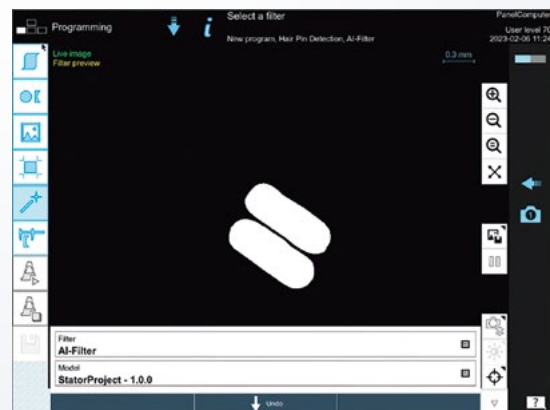 Programming
Select a filter
New program, Hair Pin Detection, AI-Filter
PanelComputer
User level 70
2023-02-06 11:24
Live image
Filter preview
0.3 mm
1
Filter
AI-Filter
Model
StatorProject - 1.0.0
Undo
?